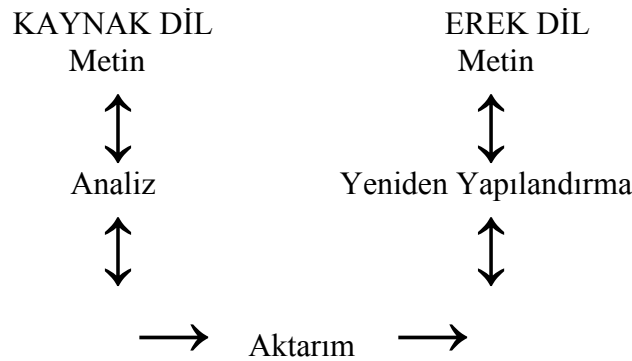 KAYNAK DİL EREK DİL
Metin Metin
Analiz Yeniden Yapılandırma
Aktarım